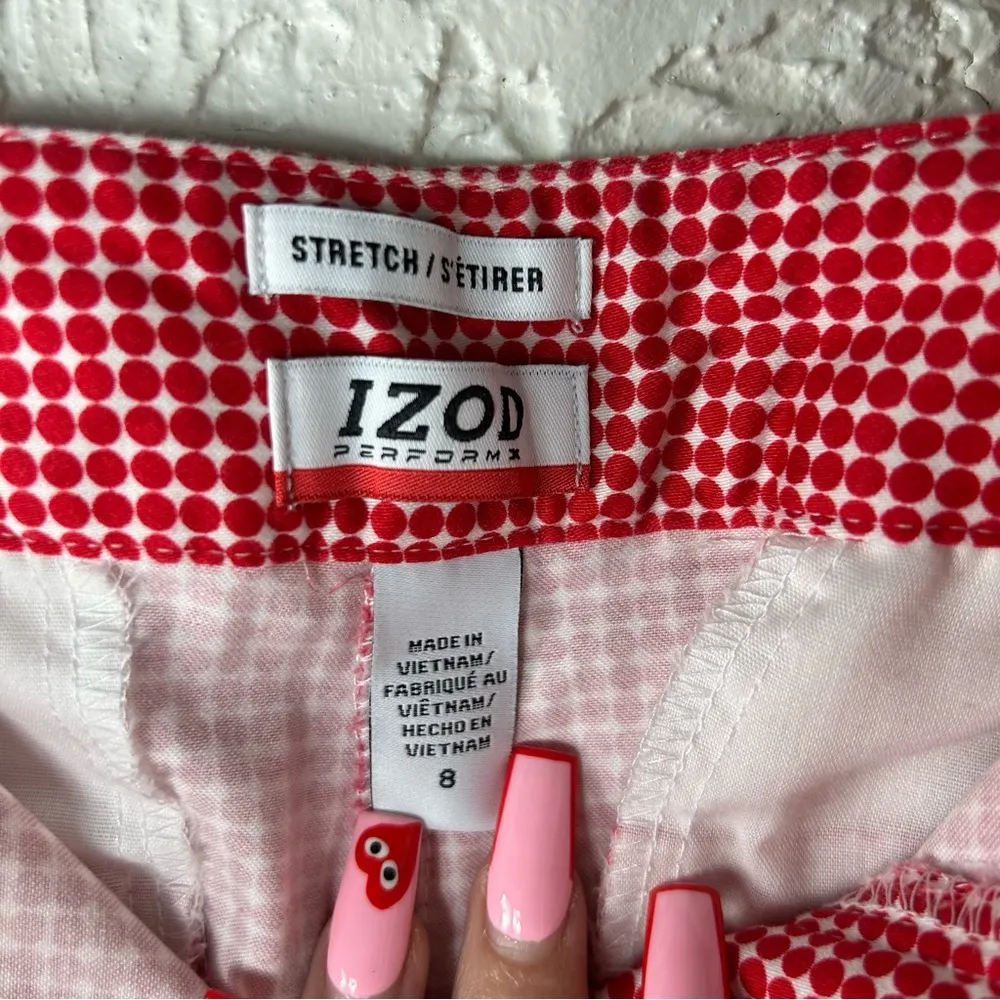 STRETCH / S'ÉTIRER
IZOD
PERFORMX
MADE IN
VIETNAM/
FABRIQUÉ AU
VIÊTNAM/
HECHO EN
VIETNAM
8